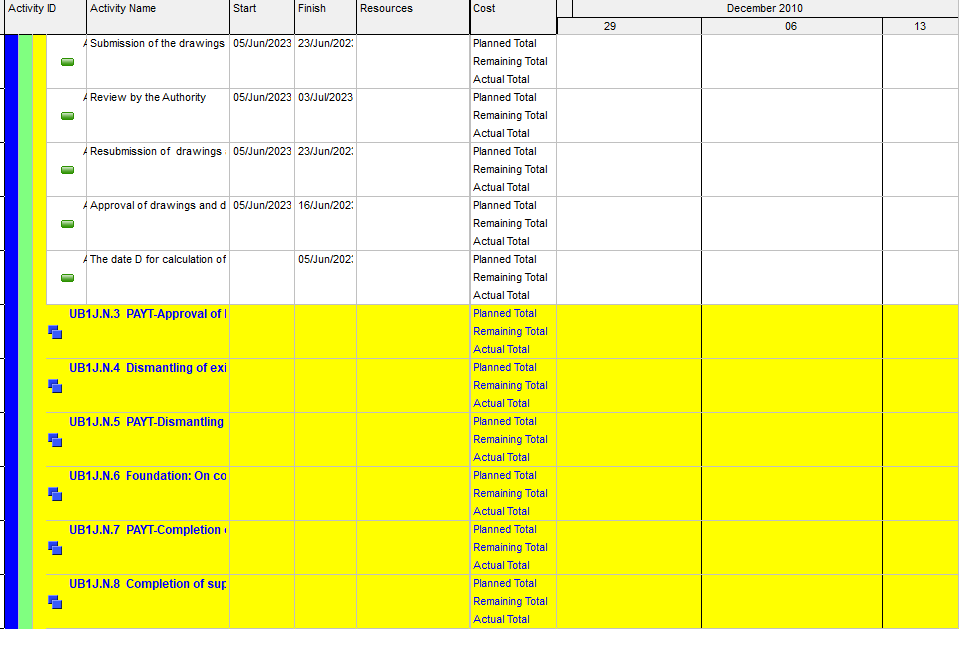 Activity ID Activity Name Start Finish Resources Cost December 2010
29 06 13
Submission of the drawings 05/Jun/2023 23/Jun/202 Planned Total
Remaining Total
Actual Total
Review by the Authority 05/Jun/2023 03/Jul/2023 Planned Total
Remaining Total
Actual Total
Resubmission of drawings 05/Jun/2023 23/Jun/202 Planned Total
Remaining Total
Actual Total
Approval of drawings and d 05/Jun/2023 16/Jun/202 Planned Total
Remaining Total
Actual Total
The date D for calculation of 05/Jun/202 Planned Total
Remaining Total
Actual Total
UB1J.N.3 PAYT-Approval of Planned Total
Remaining Total
Actual Total
UB1J.N.4 Dismantling of exi Planned Total
Remaining Total
Actual Total
UB1J.N.5 PAYT-Dismantling Planned Total
Remaining Total
Actual Total
UB1J.N.6 Foundation: On co Planned Total
Remaining Total
Actual Total
UB1J.N.7 PAYT-Completion Planned Total
Remaining Total
Actual Total
UB1J.N.8 Completion of sup Planned Total
Remaining Total
Actual Total